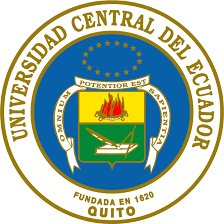 UNIVERSIDAD CENTRAL DEL ECUADOR
OMNIUM POTENTIOR EST SAPIENTIA
FUNDADA EN 1620
QUITO